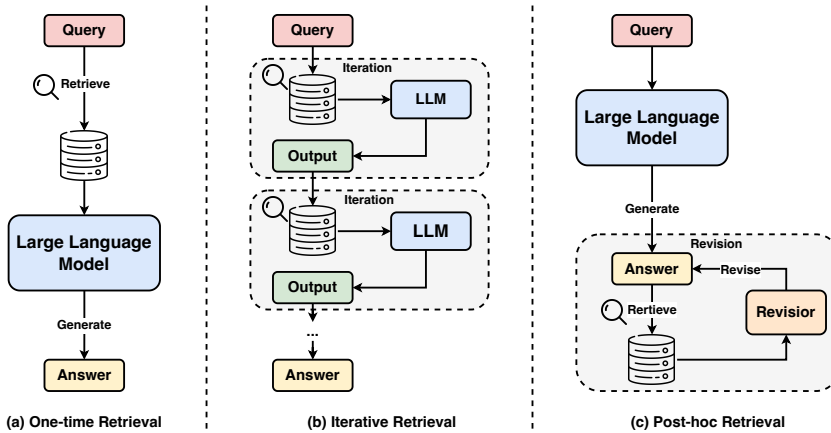 Query
Retrieve
Large Language
Model
Generate
Answer
(a) One-time Retrieval
Query
Iteration
LLM
Output
Iteration
LLM
Output
...
Answer
(b) Iterative Retrieval
Query
Large Language
Model
Generate
Revision
Answer
Revise
Rertieve
Revisior
(c) Post-hoc Retrieval